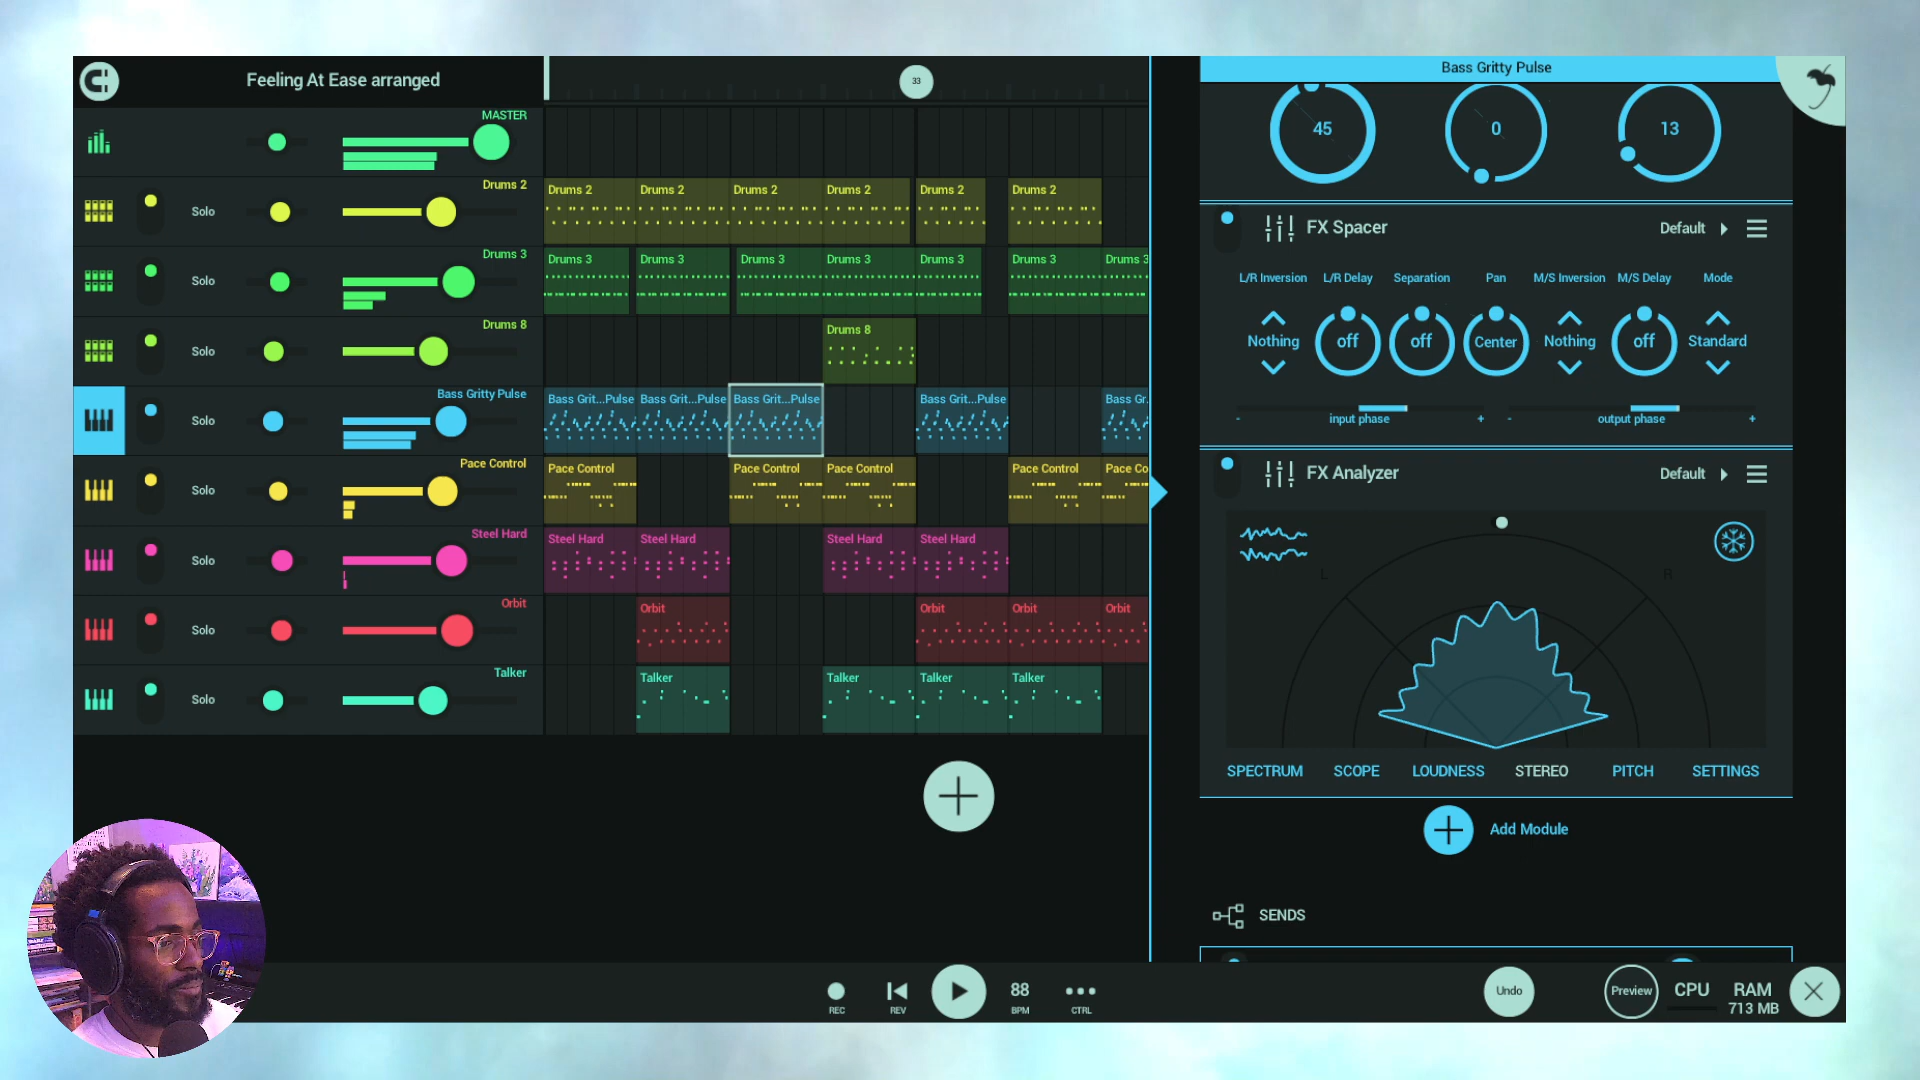 Feeling At Ease arranged
33
Bass Gritty Pulse
MASTER
45
0
13
Drums 2
Solo
Drums 2
Drums 2
Drums 2
Drums 2
Drums 2
Drums 2
FX Spacer
Default
Drums 3
Solo
Drums 3
Drums 3
Drums 3
Drums 3
Drums 3
Drums 3
Drums 3
L/R Inversion
L/R Delay
Separation
Pan
M/S Inversion
M/S Delay
Mode
Nothing
off
off
Center
Nothing
off
Standard
Drums 8
Solo
Drums 8
Bass Gritty Pulse
Solo
Bass Grit...Pulse
Bass Grit...Pulse
Bass Grit...Pulse
Bass Grit...Pulse
Bass Gr.
- input phase +
- output phase +
Pace Control
Solo
Pace Control
Pace Control
Pace Control
Pace Control
Pace Co
FX Analyzer
Default
Steel Hard
Solo
Steel Hard
Steel Hard
Steel Hard
Steel Hard
L
R
Orbit
Solo
Orbit
Orbit
Orbit
Orbit
Talker
Solo
Talker
Talker
Talker
Talker
SPECTRUM
SCOPE
LOUDNESS
STEREO
PITCH
SETTINGS
Add Module
SENDS
REC
REV
88
BPM
CTRL
Undo
Preview
CPU
RAM
713 MB